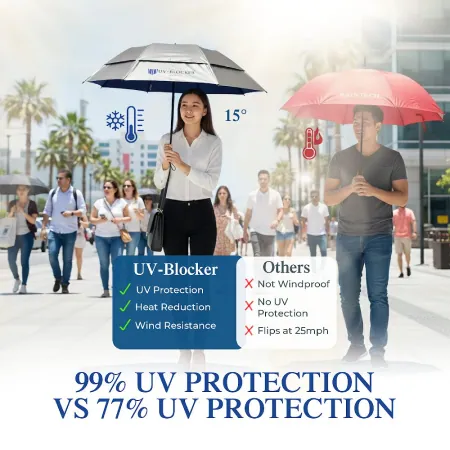 UV-BLOCKER
15°
UV-Blocker
UV Protection
Heat Reduction
Wind Resistance
Others
Not Windproof
No UV
Protection
Flips at 25mph
99% UV PROTECTION
VS 77% UV PROTECTION